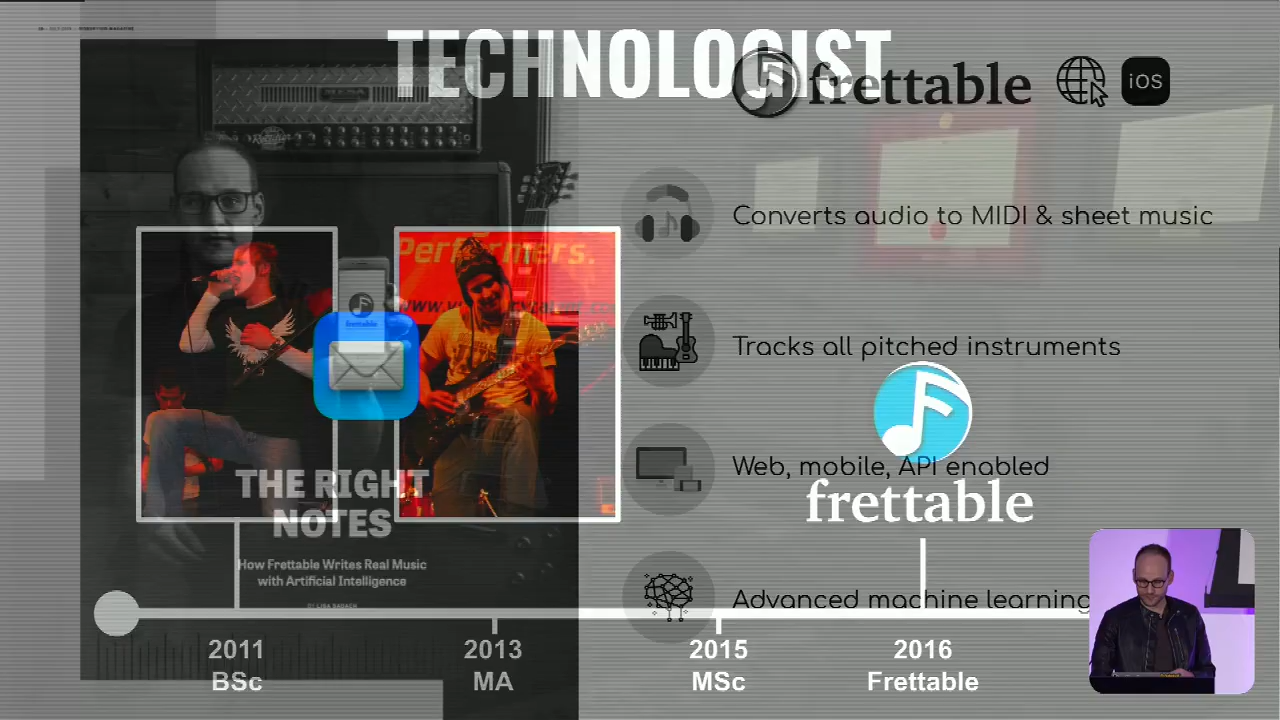 TECHNOLOGIST
frettable
iOS
Converts audio to MIDI & sheet music
Performers.
frettable
Tracks all pitched instruments
Web, mobile, API enabled
frettable
THE RIGHT
NOTES
How Frettable Writes Real Music
with Artificial Intelligence
Advanced machine learning
2011
BSc
2013
MA
2015
MSc
2016
Frettable